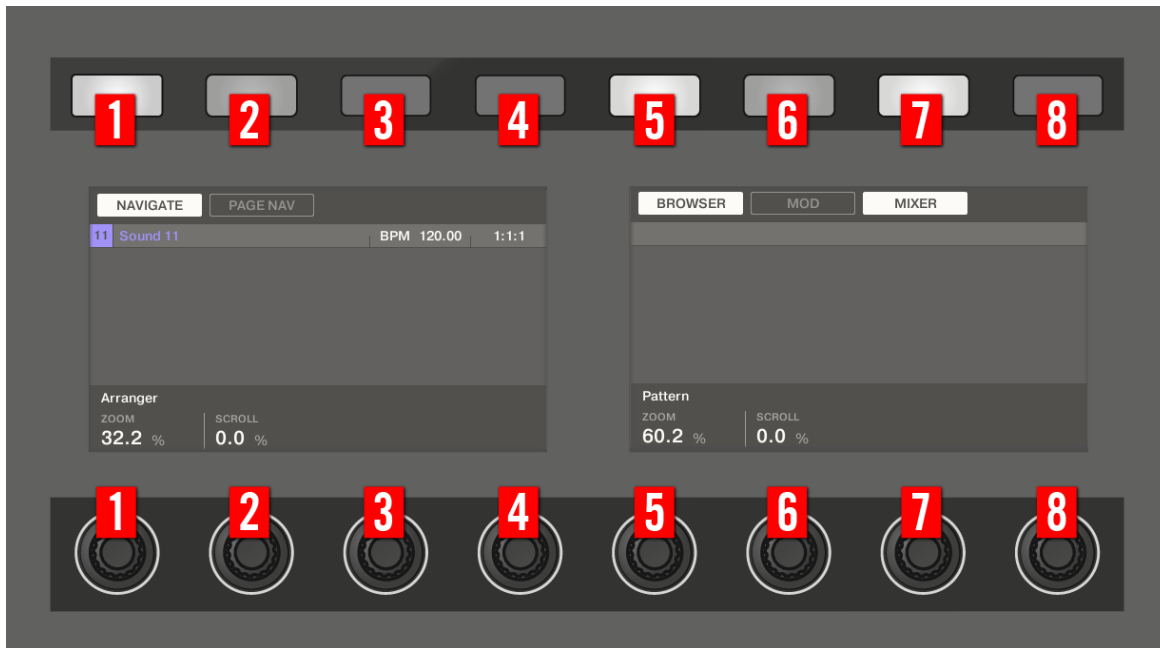 1 2 3 4 5 6 7 8
NAVIGATE PAGE NAV
11 Sound 11 BPM 120.00 1:1:1
Arranger
ZOOM SCROLL
32.2 % 0.0 %
BROWSER MOD MIXER
Pattern
ZOOM SCROLL
60.2 % 0.0 %
1 2 3 4 5 6 7 8